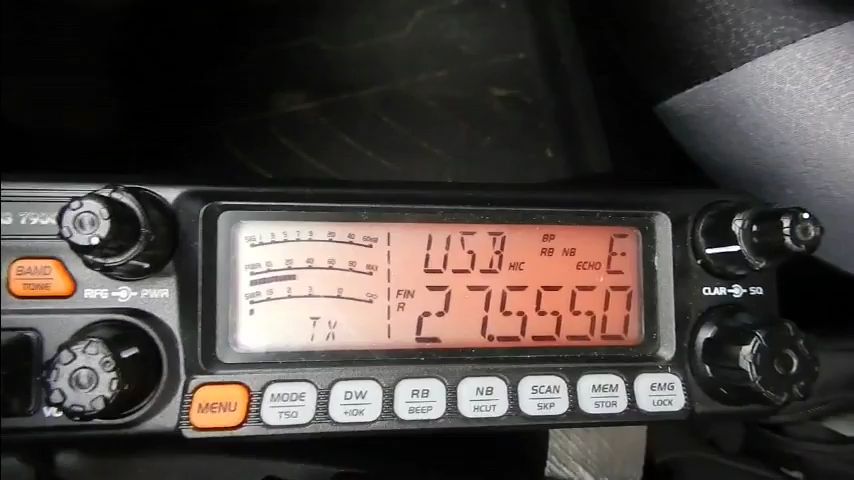 7900
BAND
TONE
RFG PWR
TX
USB
HIC
BP
RB NB
ECHO
E
FIN
R
27.5550
CLAR SQ
MENU
MODE
TSQ
DW
+10K
RB
BEEP
NB
HCUT
SCAN
SKP
MEM
STOR
EMG
LOCK